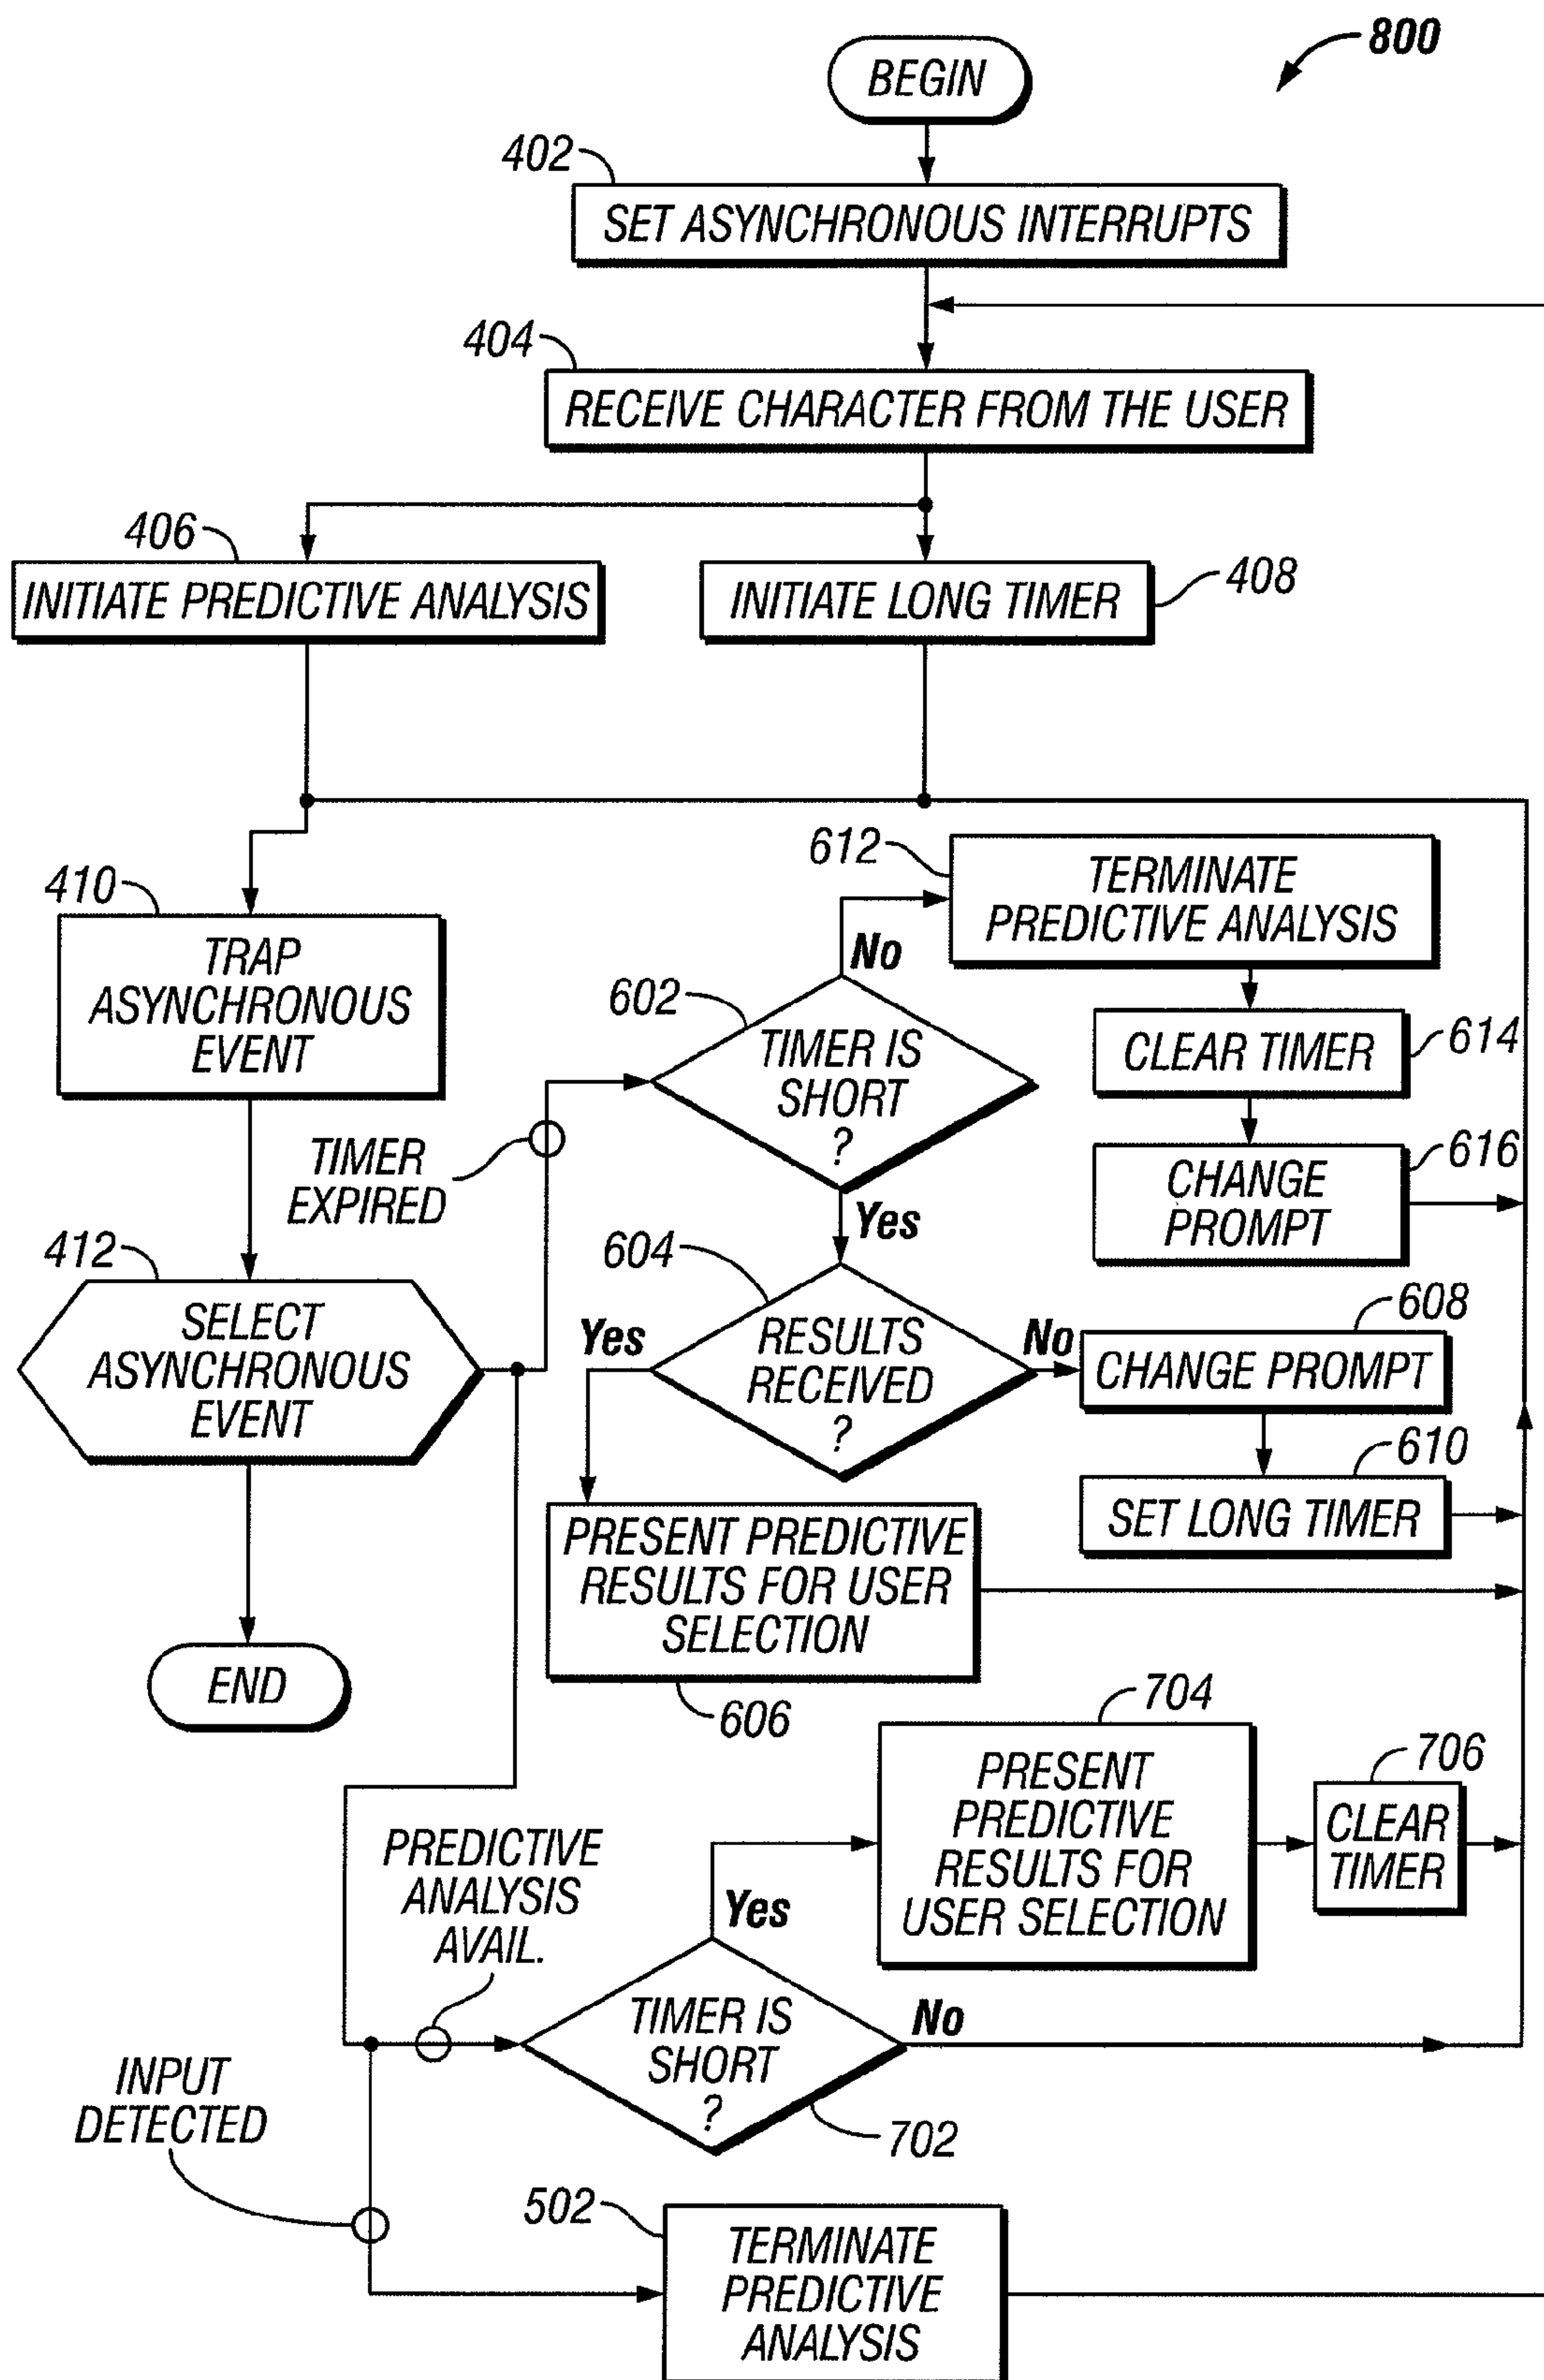 800
BEGIN
402
SET ASYNCHRONOUS INTERRUPTS
404
RECEIVE CHARACTER FROM THE USER
406
INITIATE PREDICTIVE ANALYSIS
INITIATE LONG TIMER
408
410
TRAP
ASYNCHRONOUS
EVENT
612
TERMINATE
PREDICTIVE ANALYSIS
No
602
TIMER IS
SHORT
?
CLEAR TIMER
614
TIMER
EXPIRED
CHANGE
PROMPT
616
Yes
412
SELECT
ASYNCHRONOUS
EVENT
604
Yes
RESULTS
RECEIVED
?
No
608
CHANGE PROMPT
610
SET LONG TIMER
PRESENT PREDICTIVE
RESULTS FOR USER
SELECTION
606
END
704
PRESENT
PREDICTIVE
RESULTS FOR
USER SELECTION
706
CLEAR
TIMER
PREDICTIVE
ANALYSIS
AVAIL.
Yes
TIMER IS
SHORT
?
No
702
INPUT
DETECTED
502
TERMINATE
PREDICTIVE
ANALYSIS